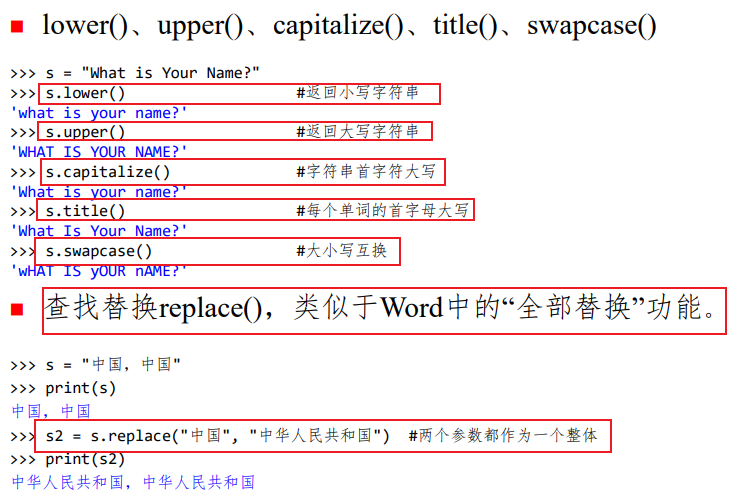 ■ lower()、upper()、capitalize()、title()、swapcase()
>>> s = "What is Your Name?"
>>> s.lower() #返回小写字符串
'what is your name?'
>>> s.upper() #返回大写字符串
'WHAT IS YOUR NAME?'
>>> s.capitalize() #字符串首字符大写
'What is your name?'
>>> s.title() #每个单词的首字母大写
'What Is Your Name?'
>>> s.swapcase() #大小写互换
'wHAT IS yOUR nAME?'
■ 查找替换replace()，类似于Word中的“全部替换”功能。
>>> s = "中国，中国"
>>> print(s)
中国，中国
>>> s2 = s.replace("中国", "中华人民共和国") #两个参数都作为一个整体
>>> print(s2)
中华人民共和国，中华人民共和国